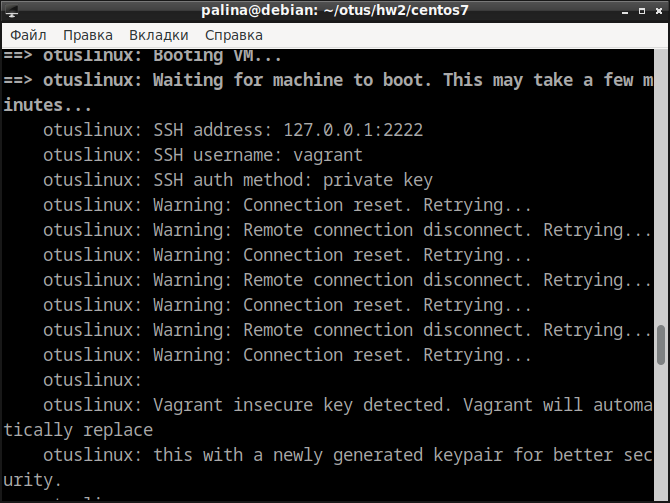 palina@debian: ~/otus/hw2/centos7
Файл Правка Вкладки Справка
==> otuslinux: Booting VM...
==> otuslinux: Waiting for machine to boot. This may take a few m
inutes...
otuslinux: SSH address: 127.0.0.1:2222
otuslinux: SSH username: vagrant
otuslinux: SSH auth method: private key
otuslinux: Warning: Connection reset. Retrying...
otuslinux: Warning: Remote connection disconnect. Retrying...
otuslinux: Warning: Connection reset. Retrying...
otuslinux: Warning: Remote connection disconnect. Retrying...
otuslinux: Warning: Connection reset. Retrying...
otuslinux: Warning: Remote connection disconnect. Retrying...
otuslinux: Warning: Connection reset. Retrying...
otuslinux:
otuslinux: Vagrant insecure key detected. Vagrant will automa
tically replace
otuslinux: this with a newly generated keypair for better sec
urity.